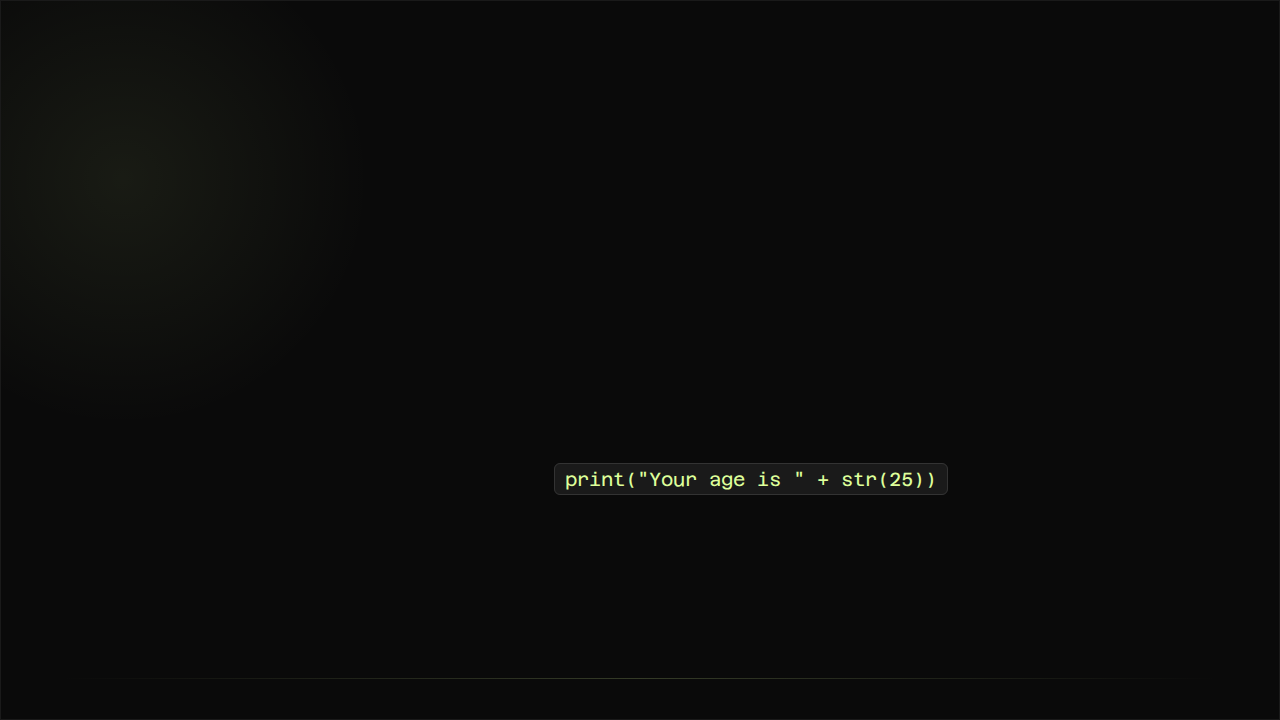 print("Your age is " + str(25))